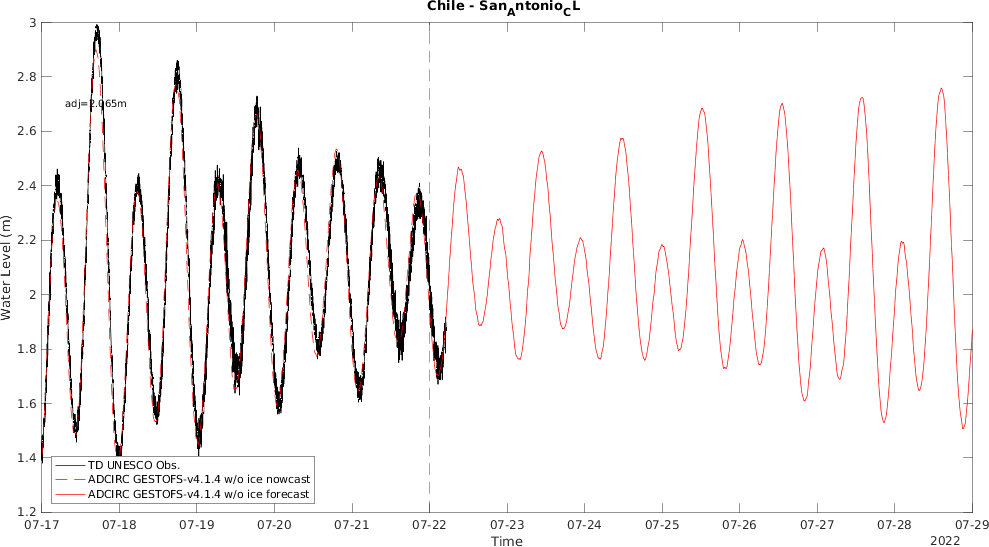 Chile - SanAntonioCL
3
2.8
2.6
2.4
2.2
2
1.8
1.6
1.4
1.2
Water Level (m)
adj=2.065m
TD UNESCO Obs.
ADCIRC GESTOFS-v4.1.4 w/o ice nowcast
ADCIRC GESTOFS-v4.1.4 w/o ice forecast
07-17 07-18 07-19 07-20 07-21 07-22 07-23 07-24 07-25 07-26 07-27 07-28 07-29
Time
2022